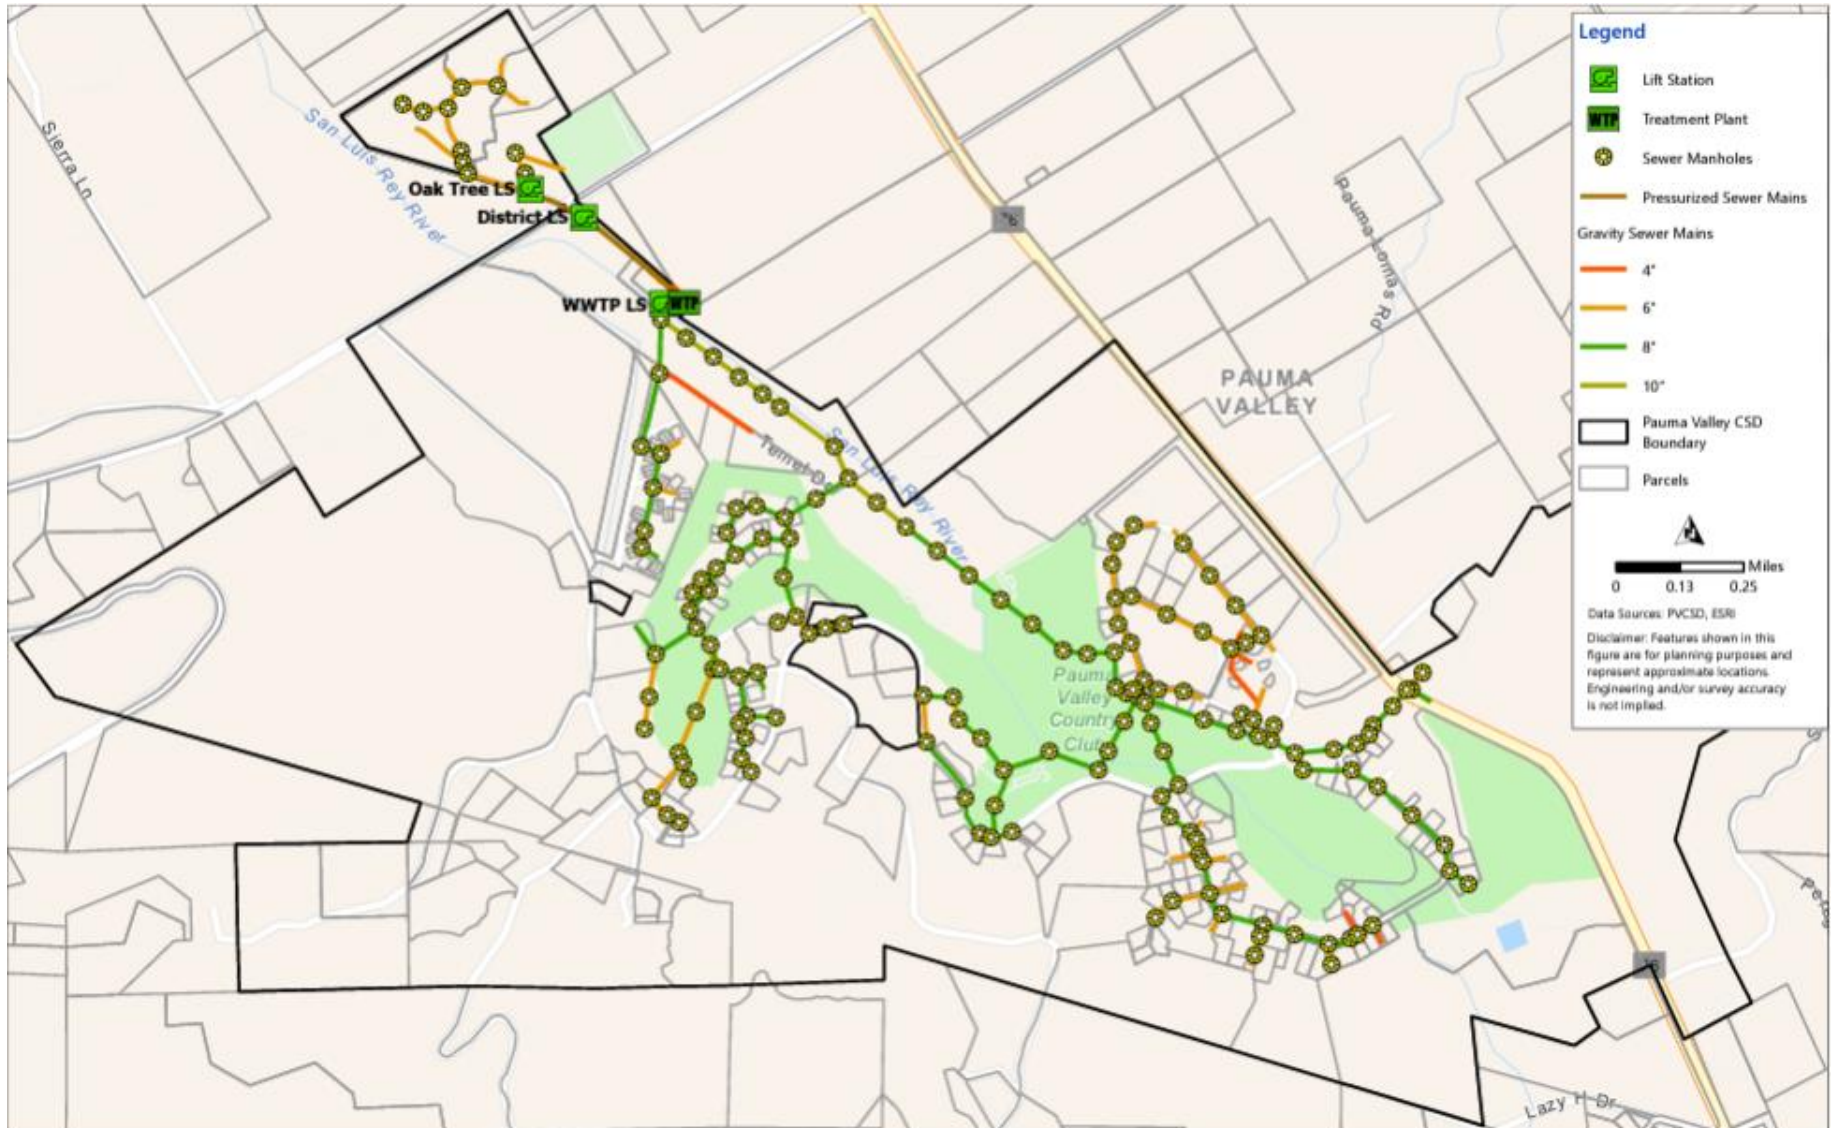 Legend
Lift Station
WTP
Treatment Plant
Sewer Manholes
Pressurized Sewer Mains
Gravity Sewer Mains
4"
6"
8"
10"
Pauma Valley CSD
Boundary
Parcels
Miles
0 0.13 0.25
Data Sources: PVCSD, ESRI
Disclaimer: Features shown in this
figure are for planning purposes and
represent approximate locations.
Engineering and/or survey accuracy
is not implied.
Sierra Ln
San Luis Rey River
Oak Tree LS
District LS
WWTP LS
WTP
76
Pauma Lomas Rd
PAUMA
VALLEY
Temet Dr
San Luis Rey River
Pauma
Valley
Country
Club
76
Lazy H Dr